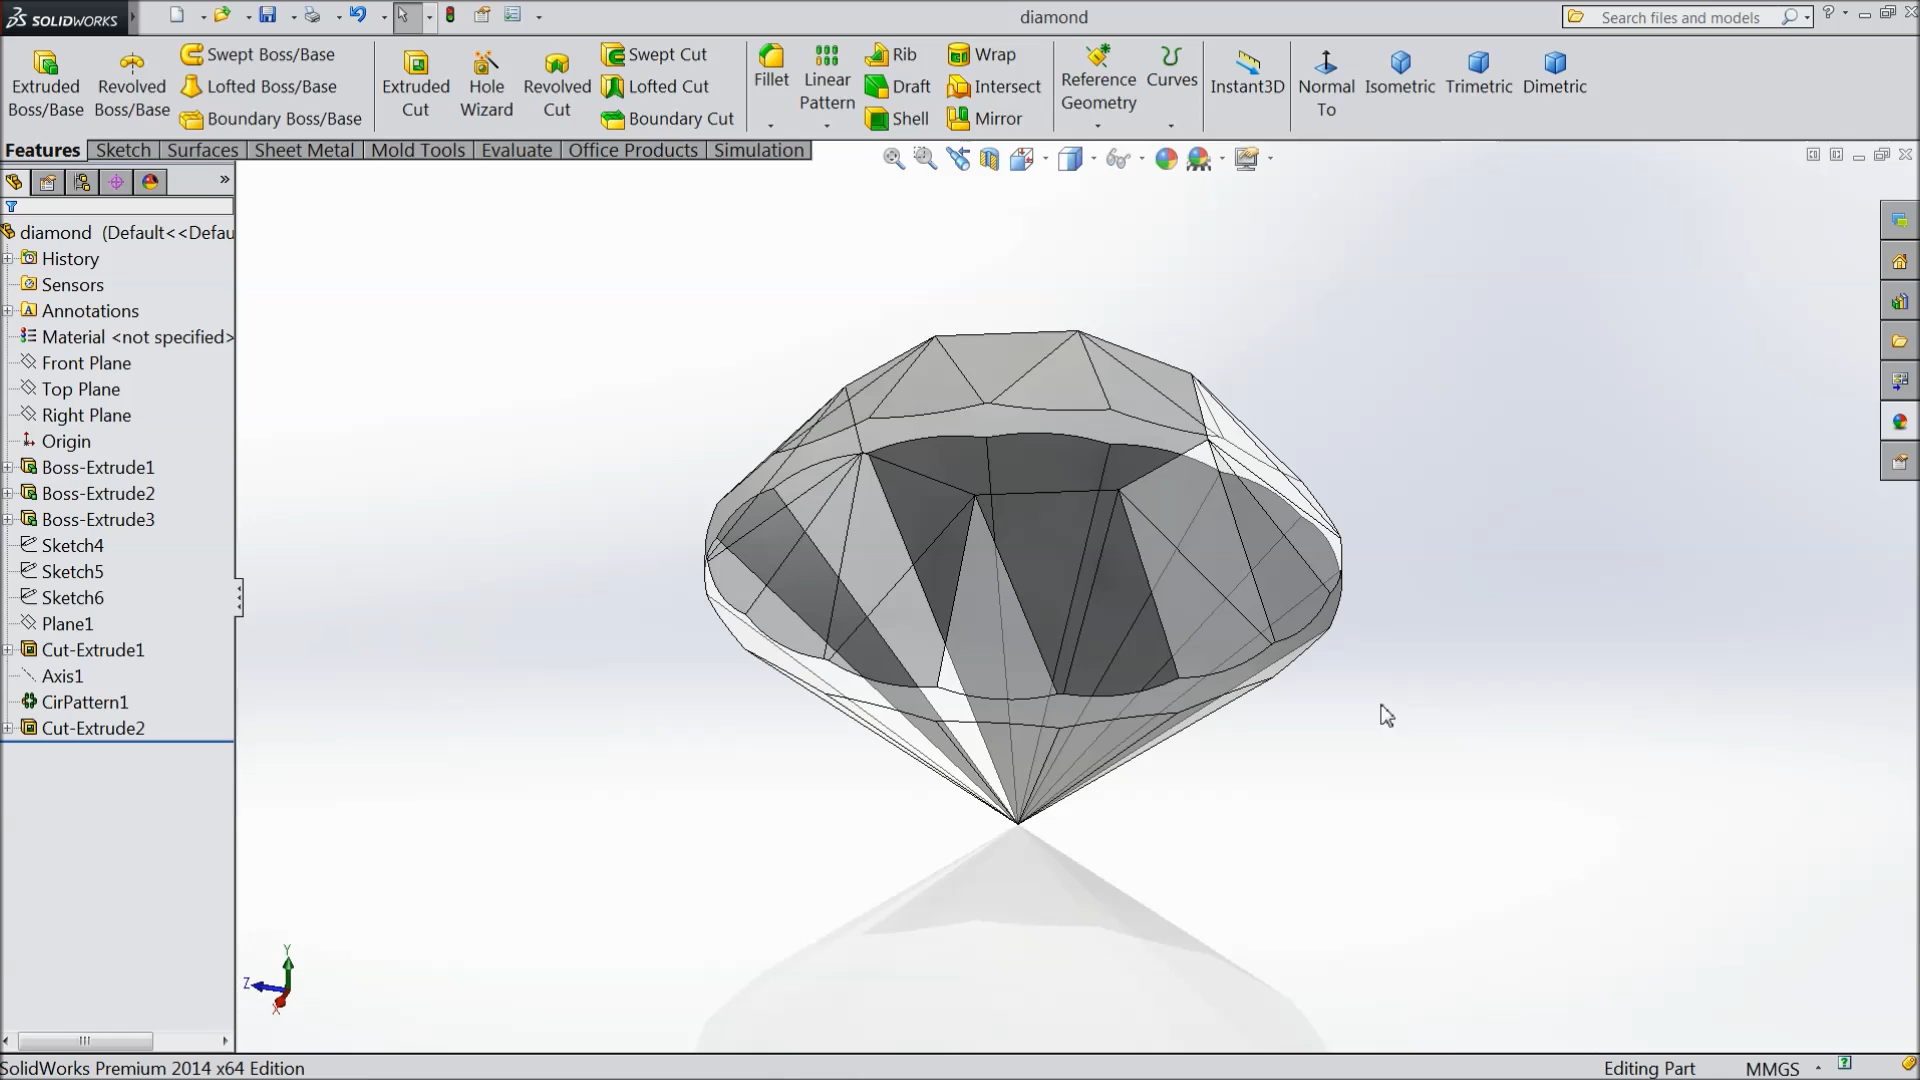 SOLIDWORKS
diamond
Search files and models
?
Extruded
Boss/Base
Revolved
Boss/Base
Swept Boss/Base
Lofted Boss/Base
Boundary Boss/Base
Extruded
Cut
Hole
Wizard
Revolved
Cut
Swept Cut
Lofted Cut
Boundary Cut
Fillet
Linear
Pattern
Rib
Draft
Shell
Wrap
Intersect
Mirror
Reference
Geometry
Curves
Instant3D
Normal
To
Isometric
Trimetric
Dimetric
Features
Sketch
Surfaces
Sheet Metal
Mold Tools
Evaluate
Office Products
Simulation
»
diamond (Default<<Defau
History
Sensors
Annotations
Material <not specified>
Front Plane
Top Plane
Right Plane
Origin
Boss-Extrude1
Boss-Extrude2
Boss-Extrude3
Sketch4
Sketch5
Sketch6
Plane1
Cut-Extrude1
Axis1
CirPattern1
Cut-Extrude2
Y
Z
X
SolidWorks Premium 2014 x64 Edition
Editing Part
MMGS
?